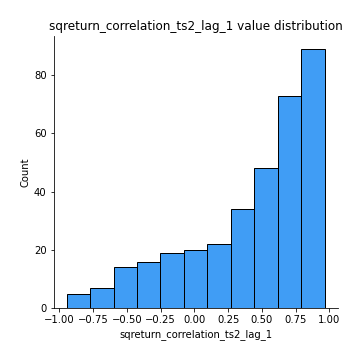 sqreturn_correlation_ts2_lag_1 value distribution
80
60
40
20
0
Count
−1.00 −0.75 −0.50 −0.25 0.00 0.25 0.50 0.75 1.00
sqreturn_correlation_ts2_lag_1